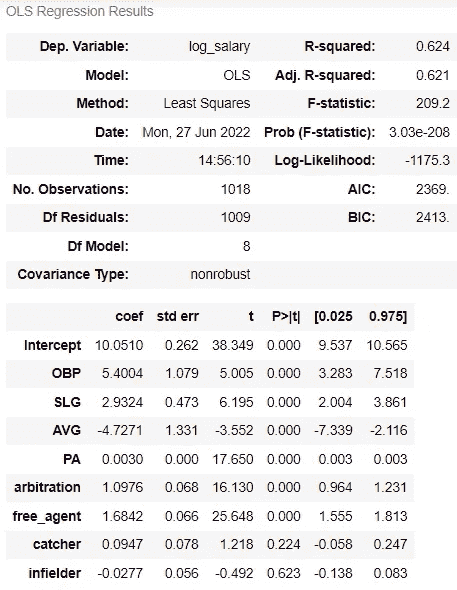 OLS Regression Results
Dep. Variable: log_salary R-squared: 0.624
Model: OLS Adj. R-squared: 0.621
Method: Least Squares F-statistic: 209.2
Date: Mon, 27 Jun 2022 Prob (F-statistic): 3.03e-208
Time: 14:56:10 Log-Likelihood: -1175.3
No. Observations: 1018 AIC: 2369.
Df Residuals: 1009 BIC: 2413.
Df Model: 8
Covariance Type: nonrobust
coef std err t P>|t| [0.025 0.975]
Intercept 10.0510 0.262 38.349 0.000 9.537 10.565
OBP 5.4004 1.079 5.005 0.000 3.283 7.518
SLG 2.9324 0.473 6.195 0.000 2.004 3.861
AVG -4.7271 1.331 -3.552 0.000 -7.339 -2.116
PA 0.0030 0.000 17.650 0.000 0.003 0.003
arbitration 1.0976 0.068 16.130 0.000 0.964 1.231
free_agent 1.6842 0.066 25.648 0.000 1.555 1.813
catcher 0.0947 0.078 1.218 0.224 -0.058 0.247
infielder -0.0277 0.056 -0.492 0.623 -0.138 0.083